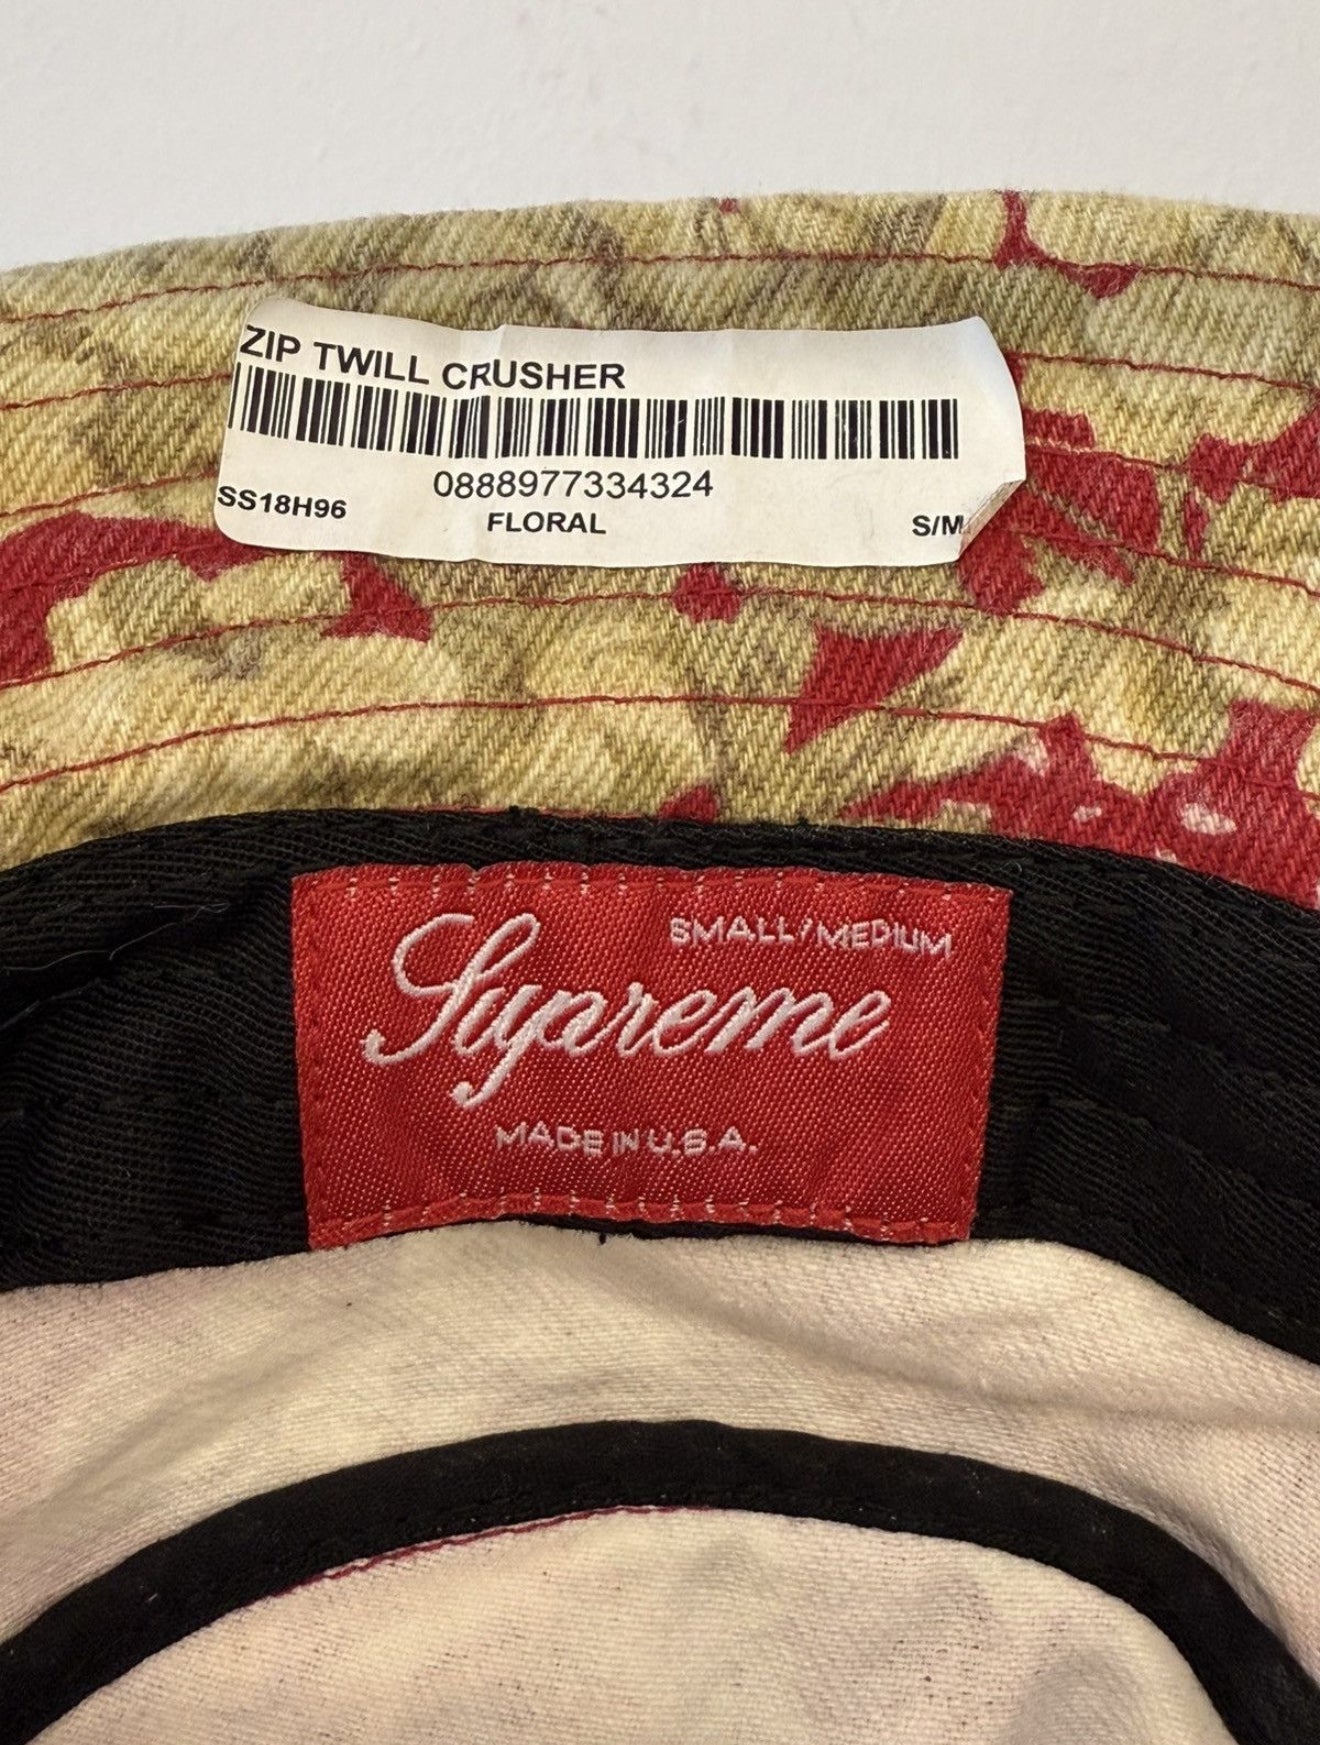 ZIP TWILL CRUSHER
0888977334324
SS18H96 FLORAL S/M
SMALL/MEDIUM
Supreme
MADE IN U.S.A.